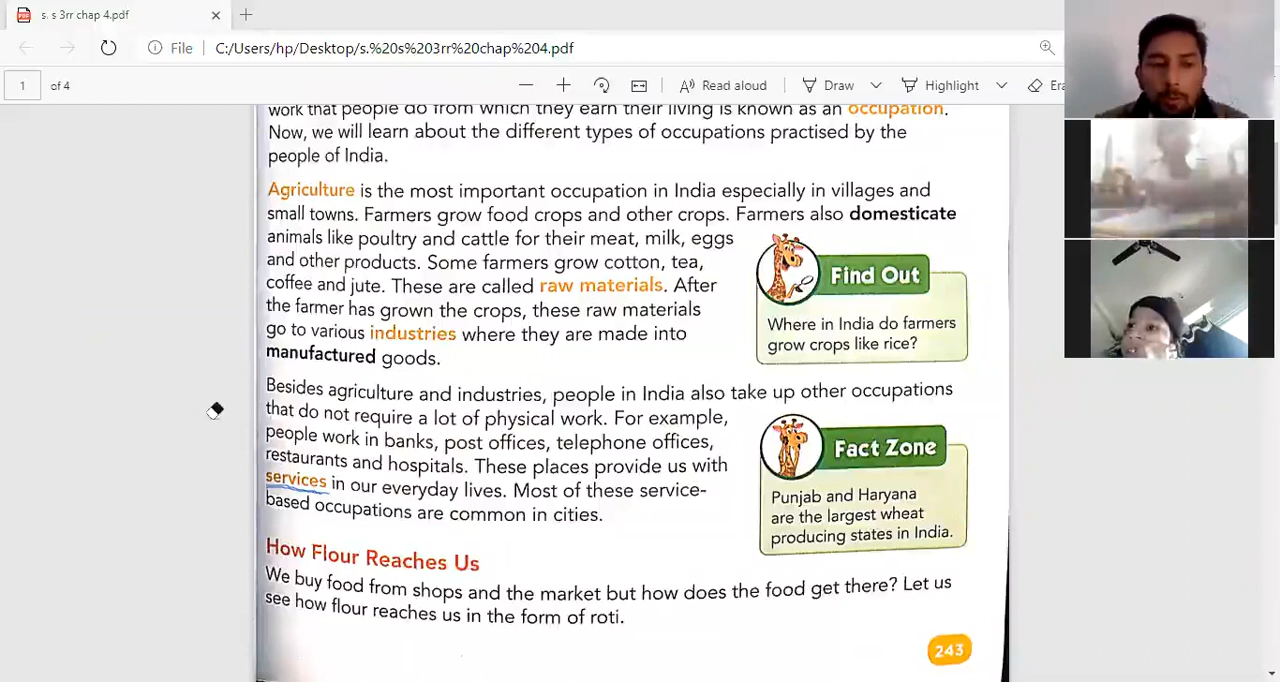 s. s 3rr chap 4.pdf
File
C:/Users/hp/Desktop/s.%20s%203rr%20chap%204.pdf
1 of 4
Read aloud
Draw
Highlight
Era
work that people do from which they earn their living is known as an occupation.
Now, we will learn about the different types of occupations practised by the
people of India.
Agriculture is the most important occupation in India especially in villages and
small towns. Farmers grow food crops and other crops. Farmers also domesticate
animals like poultry and cattle for their meat, milk, eggs
and other products. Some farmers grow cotton, tea,
coffee and jute. These are called raw materials. After
the farmer has grown the crops, these raw materials
go to various industries where they are made into
manufactured goods.
Find Out
Where in India do farmers
grow crops like rice?
Besides agriculture and industries, people in India also take up other occupations
that do not require a lot of physical work. For example,
people work in banks, post offices, telephone offices,
restaurants and hospitals. These places provide us with
services in our everyday lives. Most of these service-
based occupations are common in cities.
Fact Zone
Punjab and Haryana
are the largest wheat
producing states in India.
How Flour Reaches Us
We buy food from shops and the market but how does the food get there? Let us
see how flour reaches us in the form of roti.
243